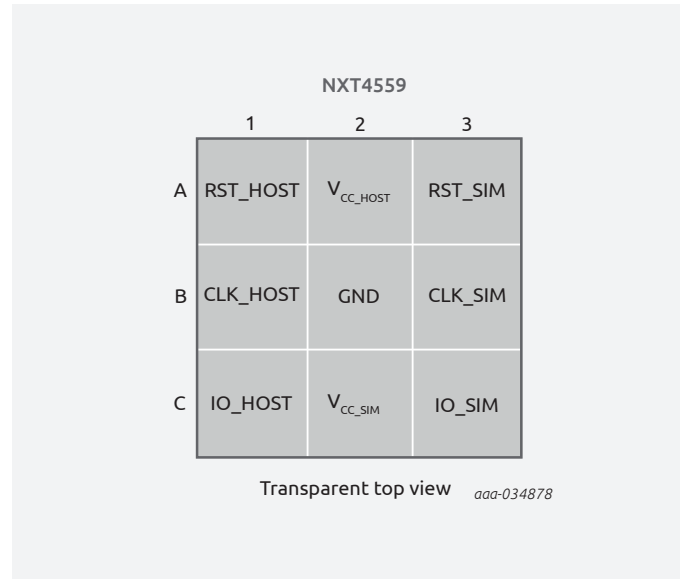 NXT4559
1 2 3
A RST_HOST VCC_HOST RST_SIM
B CLK_HOST GND CLK_SIM
C IO_HOST VCC_SIM IO_SIM
Transparent top view aaa-034878